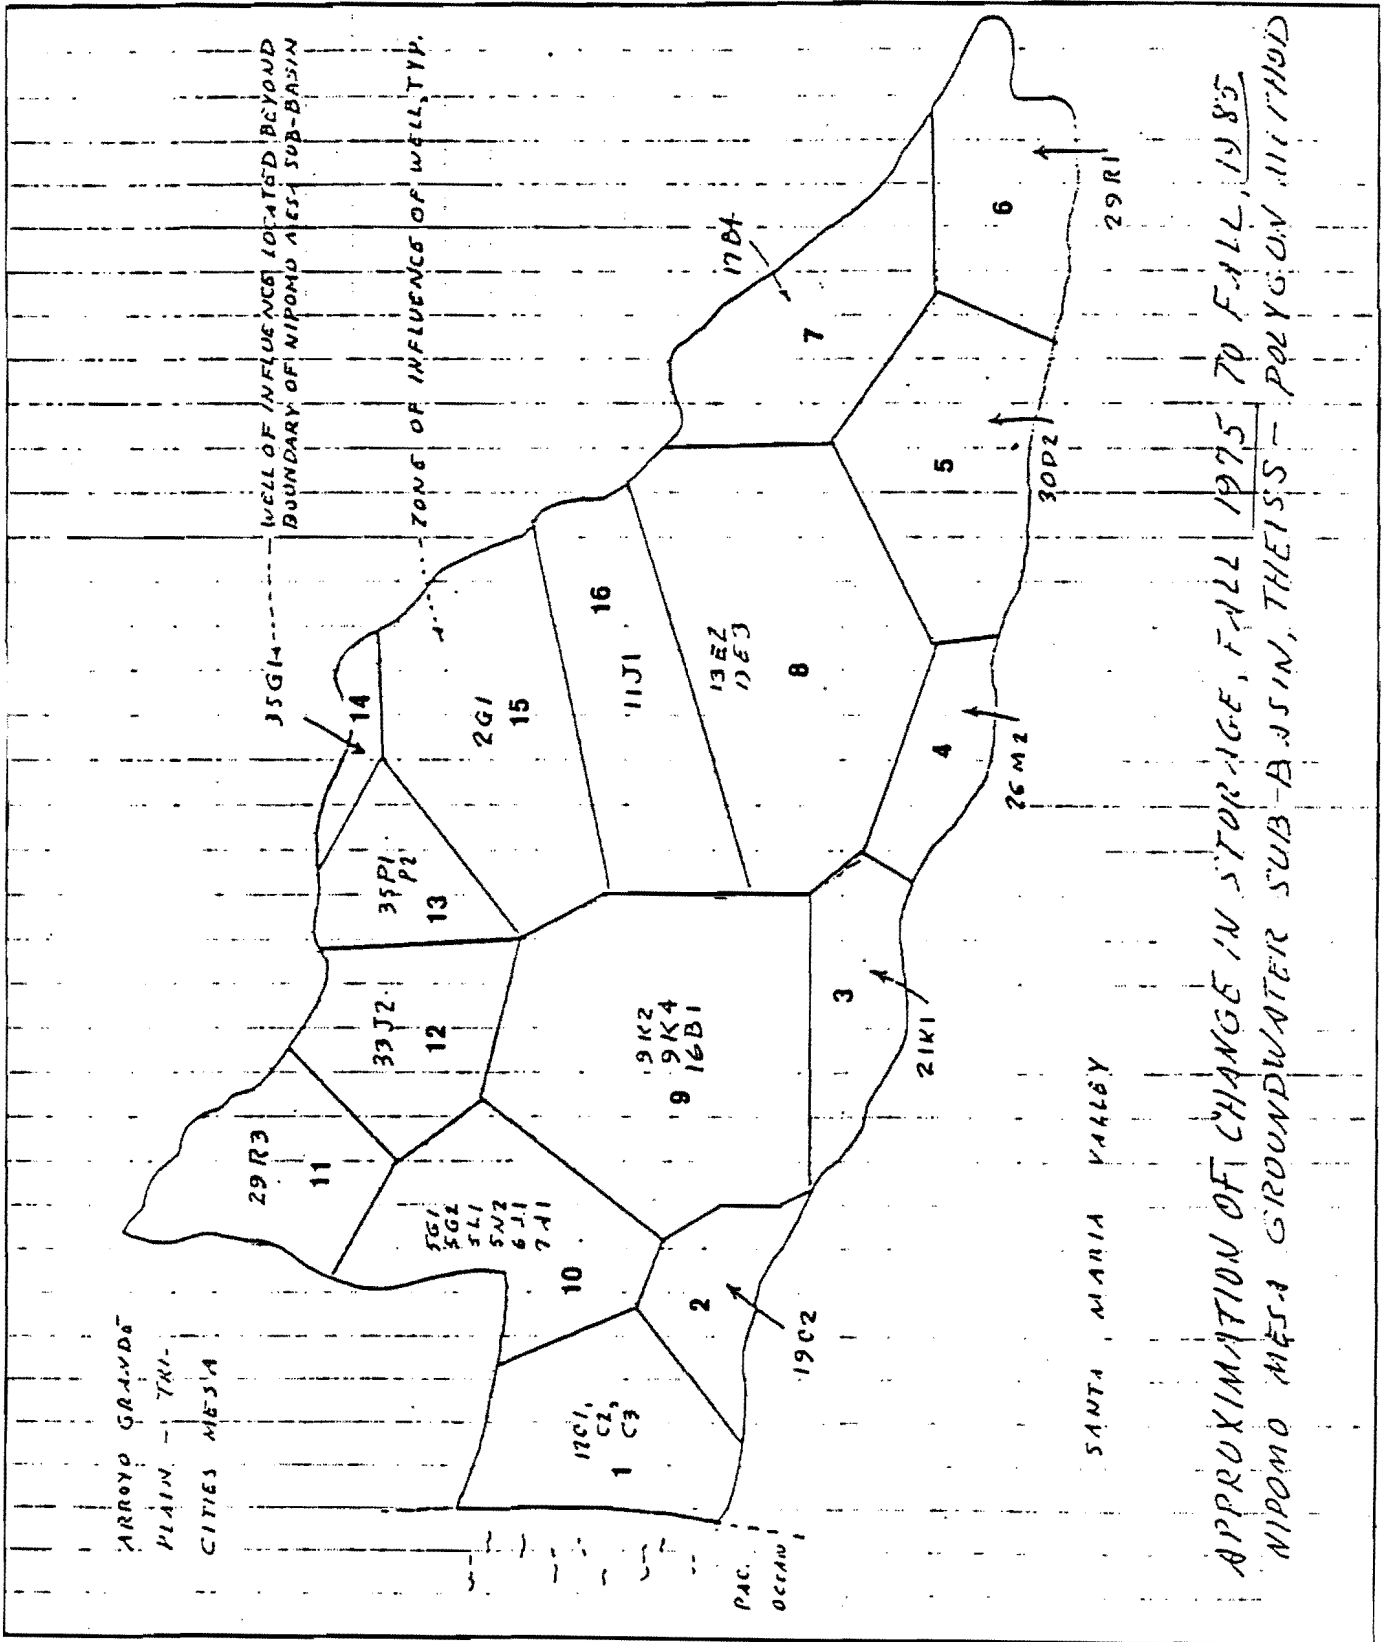 ARROYO GRANDE
PLAIN - TRI-
CITIES MESA
35G1
WELL OF INFLUENCE LOCATED BEYOND
BOUNDARY OF NIPOMO MESA SUB-BASIN
ZONE OF INFLUENCE OF WELL, TYP.
29R3
11
33J2
12
35P1
P2
13
14
5G1
5G2
5L1
5N2
6J1
7A1
10
2G1
15
11J1
16
17B4
7
17C1,
C2,
C3
1
2
19C2
9K2
9K4
16B1
9
13E2
13E3
8
3
21K1
4
26M2
5
30D2
6
29R1
PAC.
OCEAN
SANTA MARIA VALLEY
APPROXIMATION OF CHANGE IN STORAGE, FALL 1975 TO FALL, 1985
NIPOMO MESA GROUNDWATER SUB-BASIN, THEISS - POLYGON METHOD